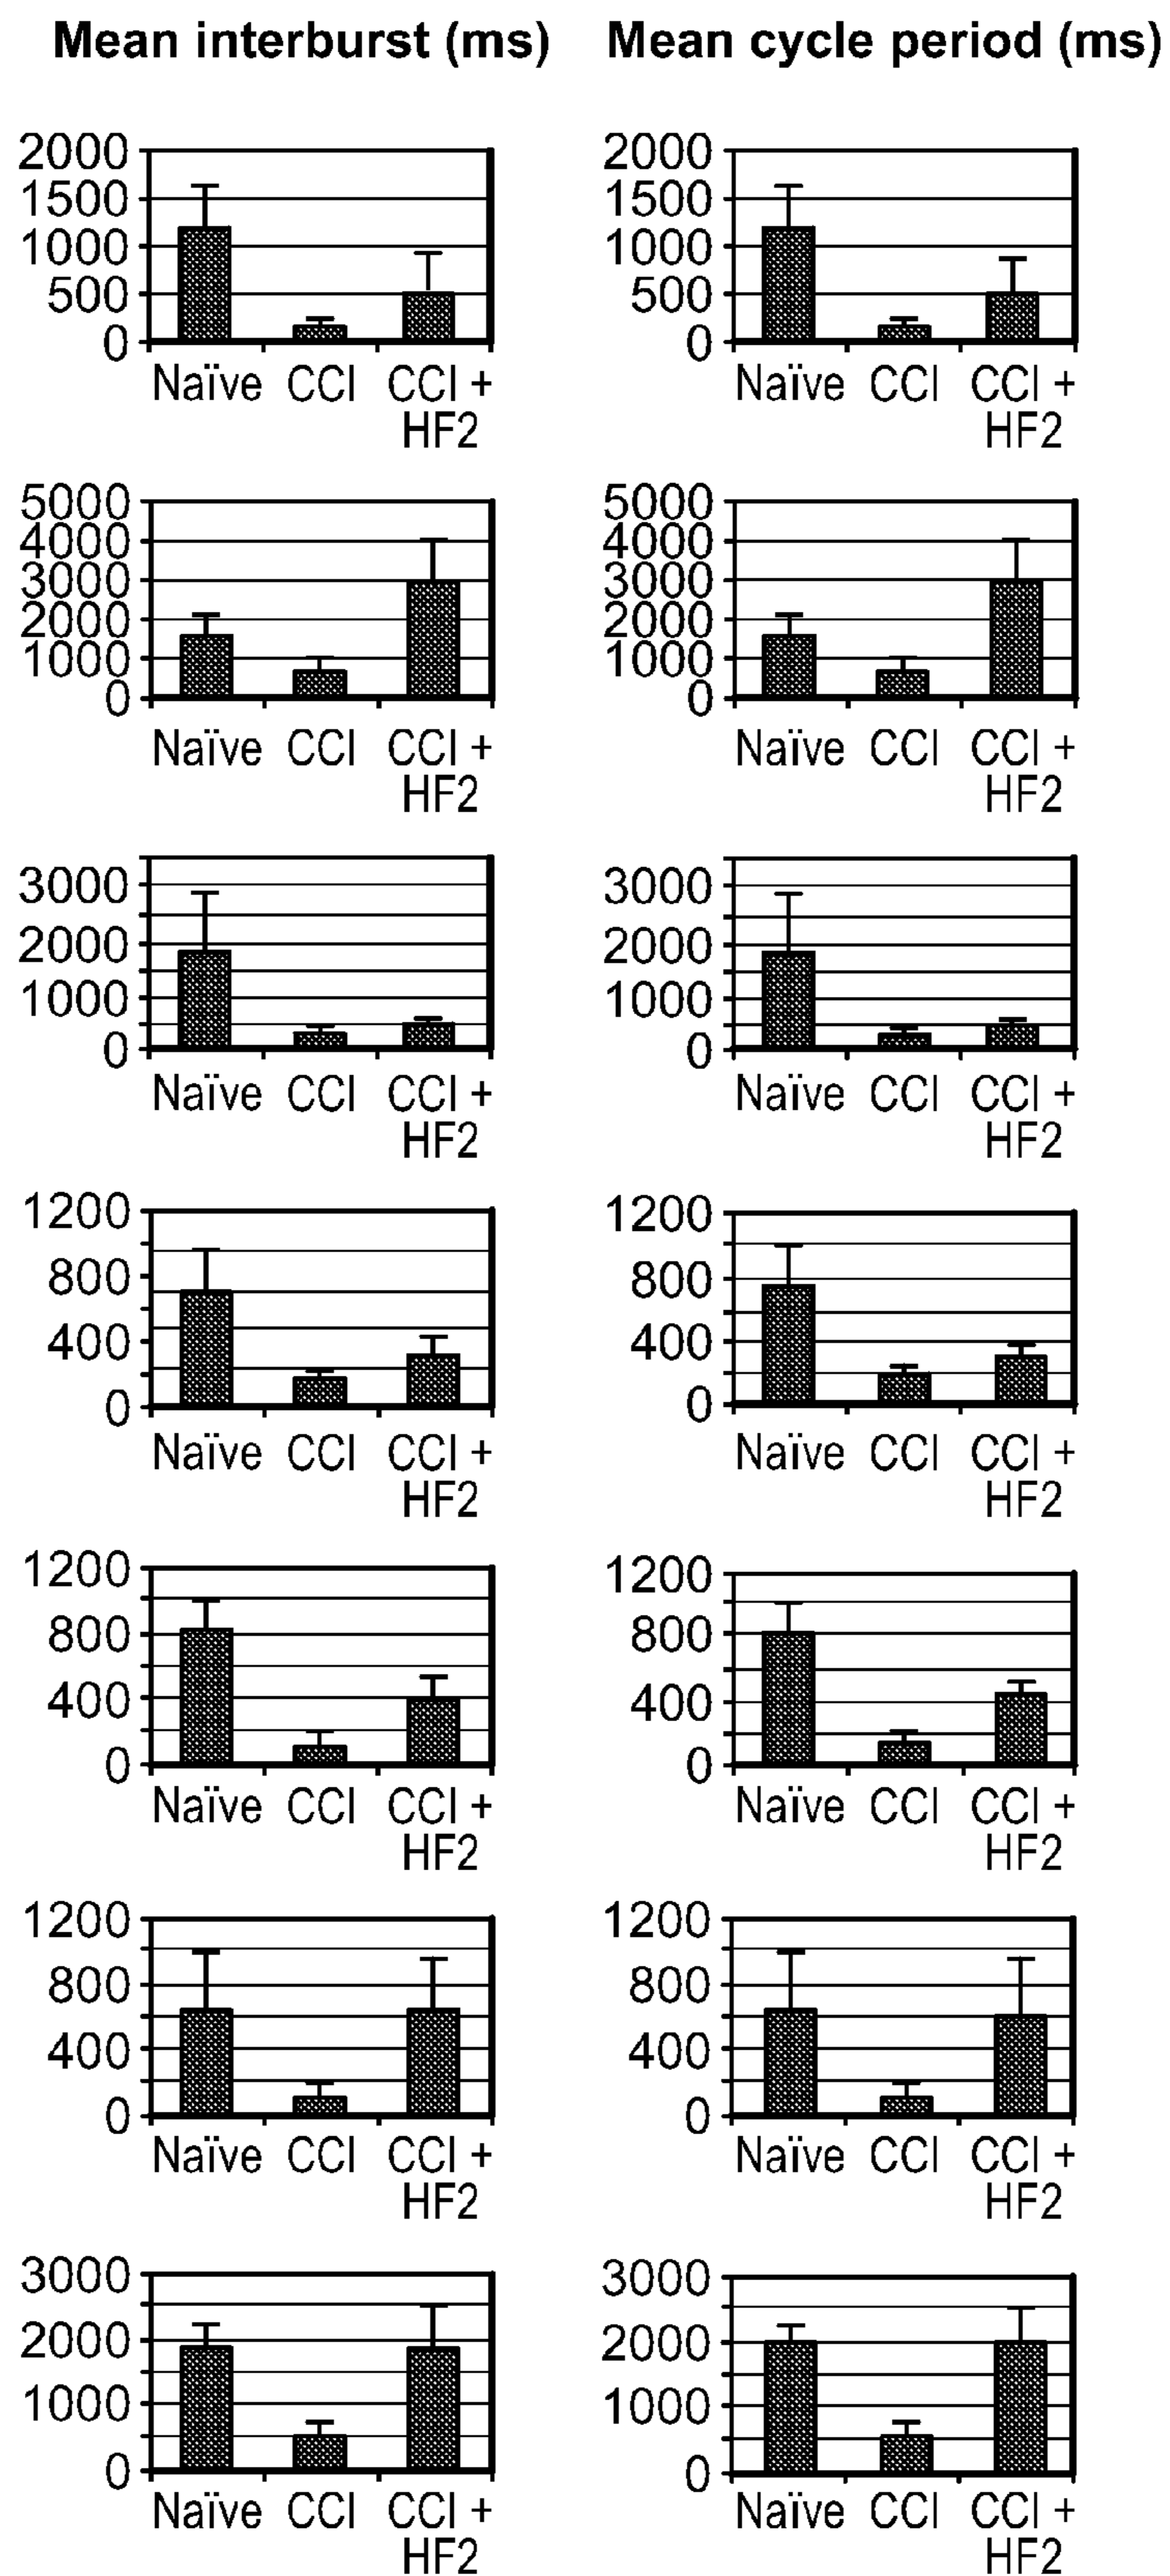 Mean interburst (ms) Mean cycle period (ms)
2000 2000
1500 1500
1000 1000
500 500
0 0
Naïve CCI CCI + Naïve CCI CCI +
HF2 HF2
5000 5000
4000 4000
3000 3000
2000 2000
1000 1000
0 0
Naïve CCI CCI + Naïve CCI CCI +
HF2 HF2
3000 3000
2000 2000
1000 1000
0 0
Naïve CCI CCI + Naïve CCI CCI +
HF2 HF2
1200 1200
800 800
400 400
0 0
Naïve CCI CCI + Naïve CCI CCI +
HF2 HF2
1200 1200
800 800
400 400
0 0
Naïve CCI CCI + Naïve CCI CCI +
HF2 HF2
1200 1200
800 800
400 400
0 0
Naïve CCI CCI + Naïve CCI CCI +
HF2 HF2
3000 3000
2000 2000
1000 1000
0 0
Naïve CCI CCI + Naïve CCI CCI +
HF2 HF2